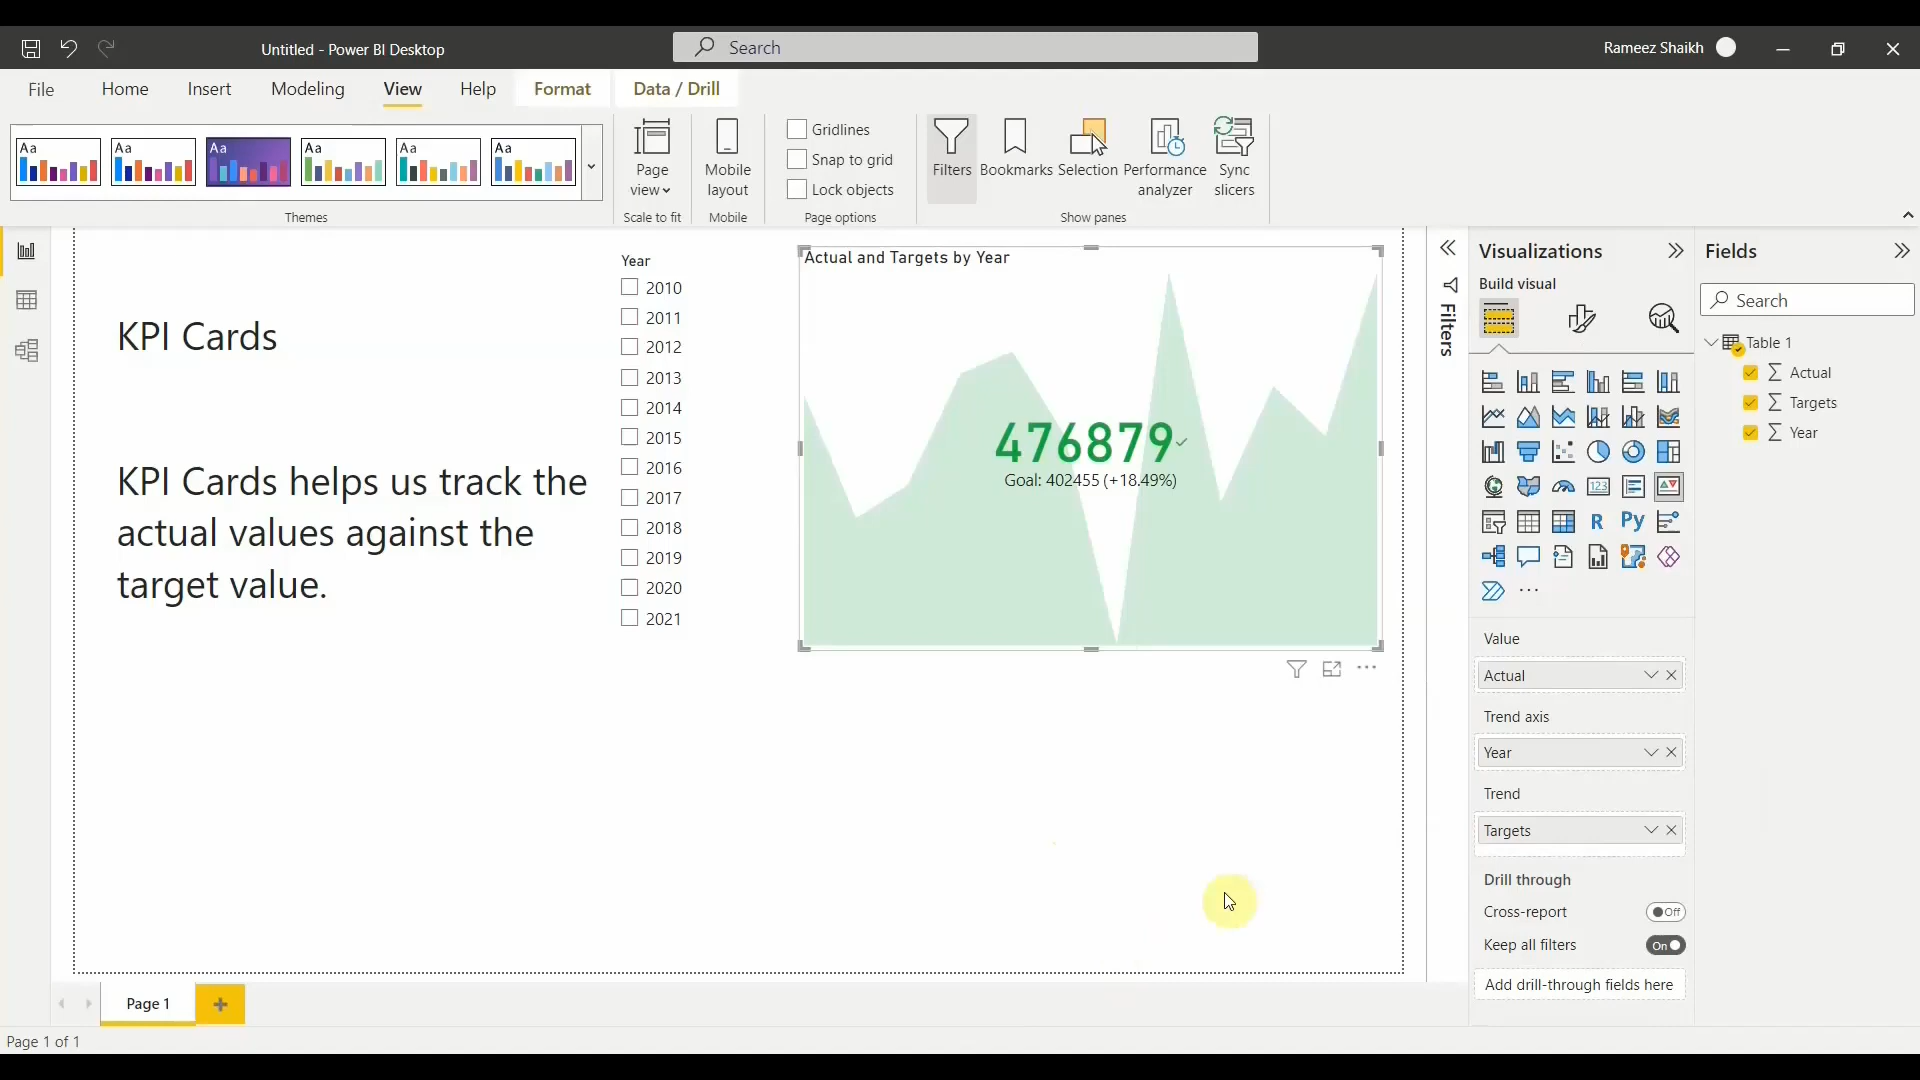 Untitled - Power BI Desktop
Search
Rameez Shaikh
File
Home
Insert
Modeling
View
Help
Format
Data / Drill
Aa
Aa
Aa
Aa
Aa
Aa
Themes
Page
view
Scale to fit
Mobile
layout
Mobile
Gridlines
Snap to grid
Lock objects
Page options
Filters
Bookmarks
Selection
Performance
analyzer
Sync
slicers
Show panes
KPI Cards
KPI Cards helps us track the
actual values against the
target value.
Year
2010
2011
2012
2013
2014
2015
2016
2017
2018
2019
2020
2021
Actual and Targets by Year
476879
Goal: 402455 (+18.49%)
Filters
Visualizations
Build visual
123
R
Py
Value
Actual
Trend axis
Year
Trend
Targets
Drill through
Cross-report
Off
Keep all filters
On
Add drill-through fields here
Fields
Search
Table 1
Actual
Targets
Year
Page 1
Page 1 of 1